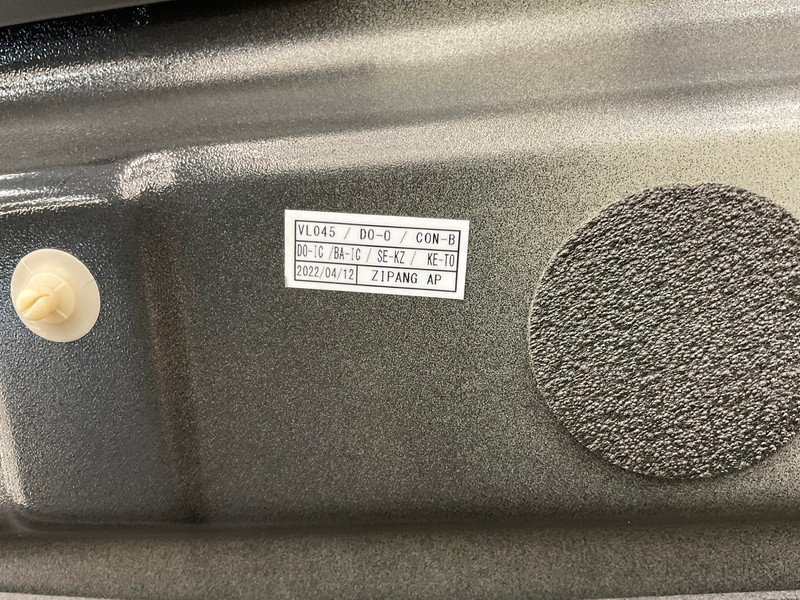 VL045 / DO-O / CON-B
DO-IC /BA-IC / SE-KZ / KE-TO
2022/04/12 ZIPANG AP